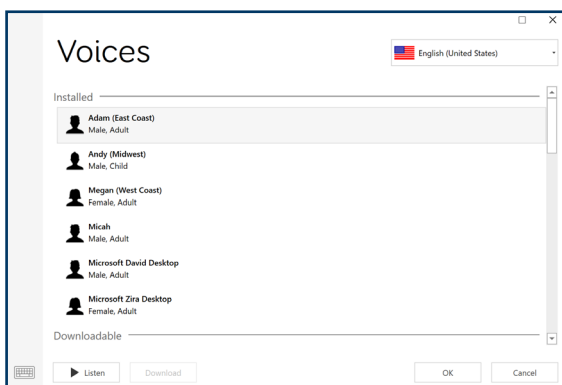 Voices
English (United States)
Installed
Adam (East Coast)
Male, Adult
Andy (Midwest)
Male, Child
Megan (West Coast)
Female, Adult
Micah
Male, Adult
Microsoft David Desktop
Male, Adult
Microsoft Zira Desktop
Female, Adult
Downloadable
Listen
Download
OK
Cancel